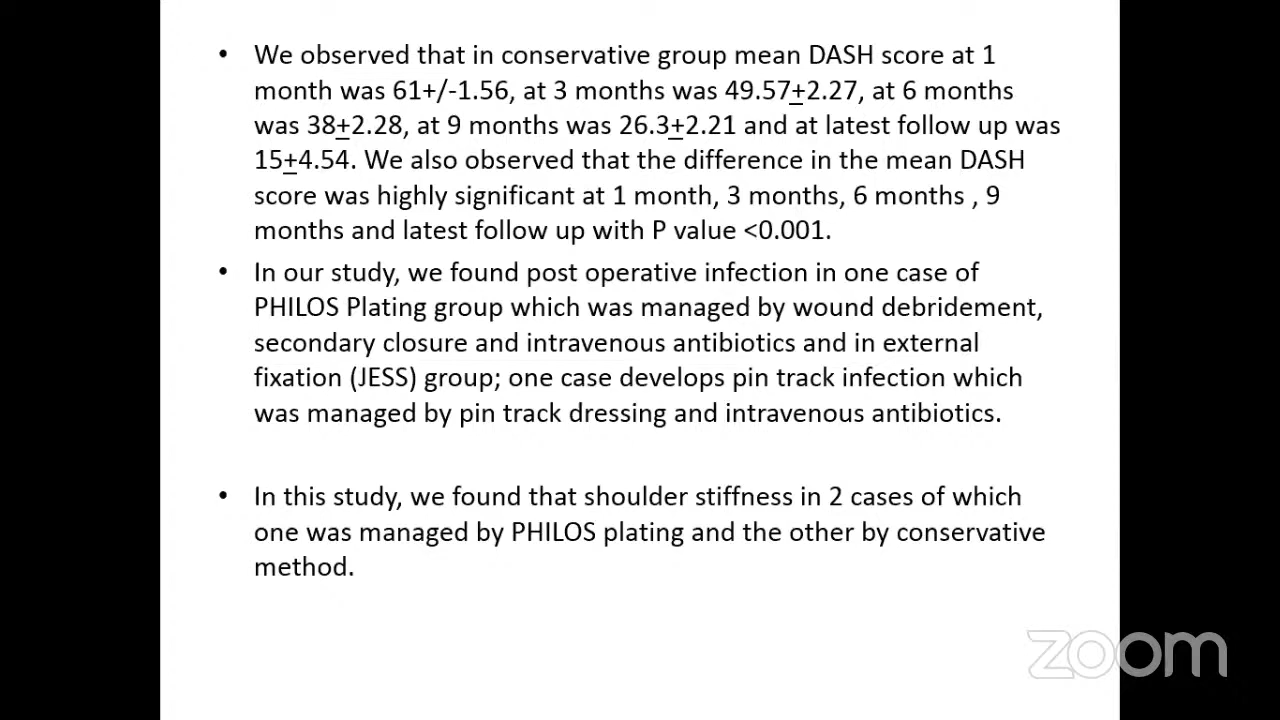 • We observed that in conservative group mean DASH score at 1
month was 61+/-1.56, at 3 months was 49.57+2.27, at 6 months
was 38+2.28, at 9 months was 26.3+2.21 and at latest follow up was
15+4.54. We also observed that the difference in the mean DASH
score was highly significant at 1 month, 3 months, 6 months , 9
months and latest follow up with P value <0.001.
• In our study, we found post operative infection in one case of
PHILOS Plating group which was managed by wound debridement,
secondary closure and intravenous antibiotics and in external
fixation (JESS) group; one case develops pin track infection which
was managed by pin track dressing and intravenous antibiotics.
• In this study, we found that shoulder stiffness in 2 cases of which
one was managed by PHILOS plating and the other by conservative
method.
zoom